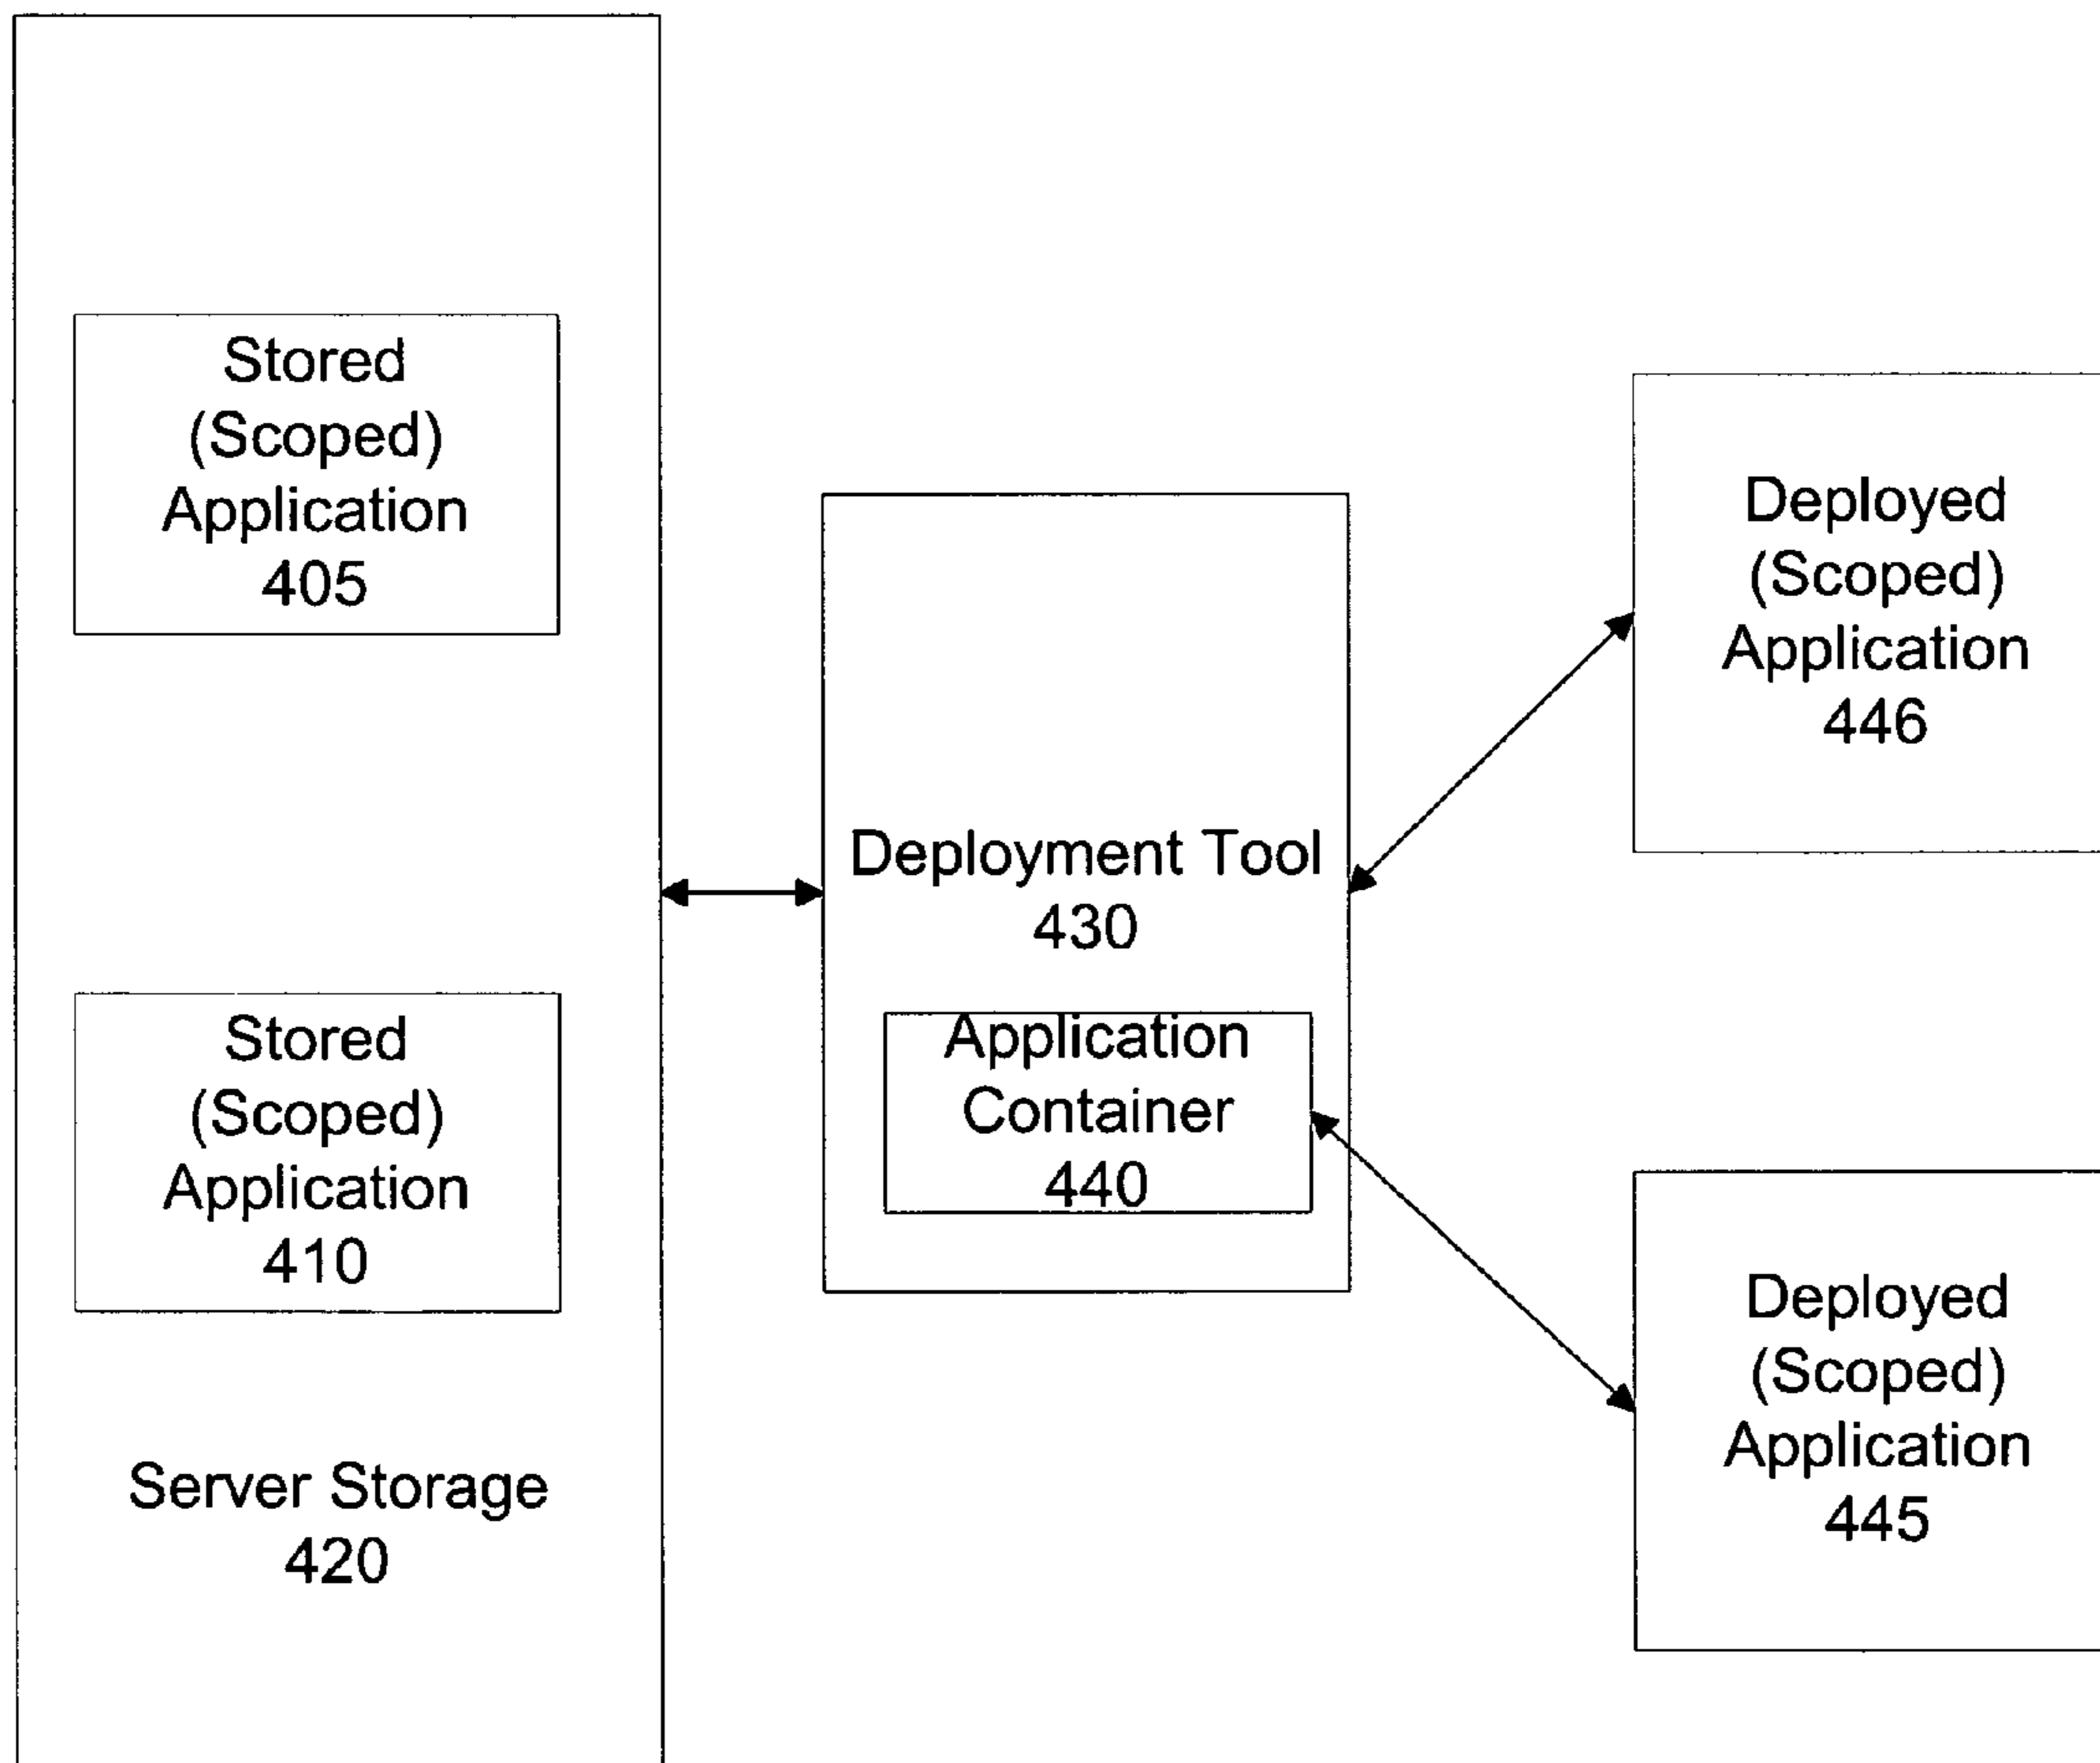 Stored
(Scoped)
Application
405
Stored
(Scoped)
Application
410
Server Storage
420
Deployment Tool
430
Application
Container
440
Deployed
(Scoped)
Application
446
Deployed
(Scoped)
Application
445